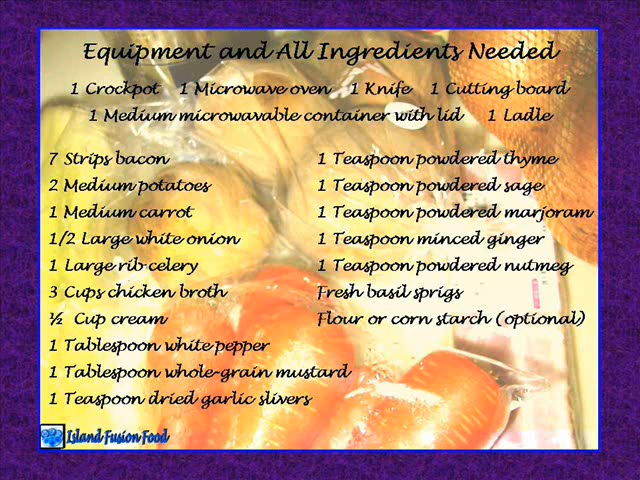 Equipment and All Ingredients Needed
1 Crockpot 1 Microwave oven 1 Knife 1 Cutting board
1 Medium microwavable container with lid 1 Ladle
7 Strips bacon
2 Medium potatoes
1 Medium carrot
1/2 Large white onion
1 Large rib celery
3 Cups chicken broth
½ Cup cream
1 Tablespoon white pepper
1 Tablespoon whole-grain mustard
1 Teaspoon dried garlic slivers
1 Teaspoon powdered thyme
1 Teaspoon powdered sage
1 Teaspoon powdered marjoram
1 Teaspoon minced ginger
1 Teaspoon powdered nutmeg
Fresh basil sprigs
Flour or corn starch (optional)
Island Fusion Food